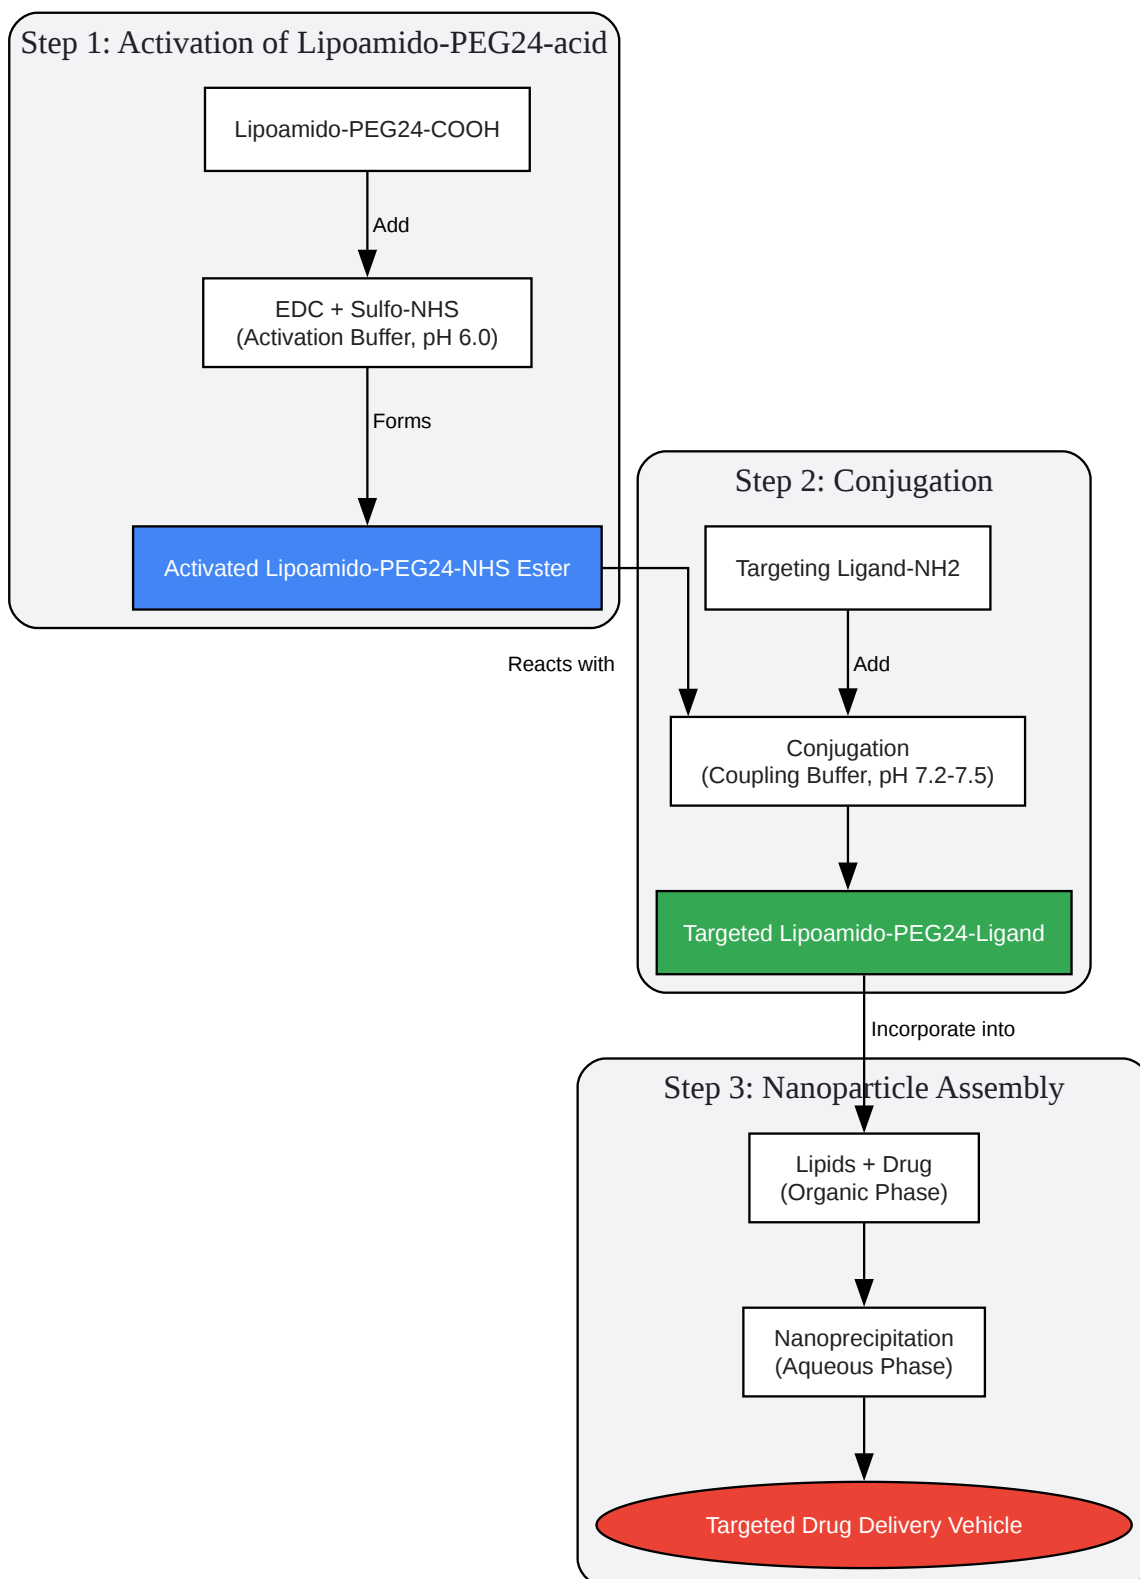 Step 1: Activation of Lipoamido-PEG24-acid
Lipoamido-PEG24-COOH
Add
EDC + Sulfo-NHS
(Activation Buffer, pH 6.0)
Forms
Activated Lipoamido-PEG24-NHS Ester
Reacts with
Step 2: Conjugation
Targeting Ligand-NH2
Add
Conjugation
(Coupling Buffer, pH 7.2-7.5)
Targeted Lipoamido-PEG24-Ligand
Incorporate into
Step 3: Nanoparticle Assembly
Lipids + Drug
(Organic Phase)
Nanoprecipitation
(Aqueous Phase)
Targeted Drug Delivery Vehicle